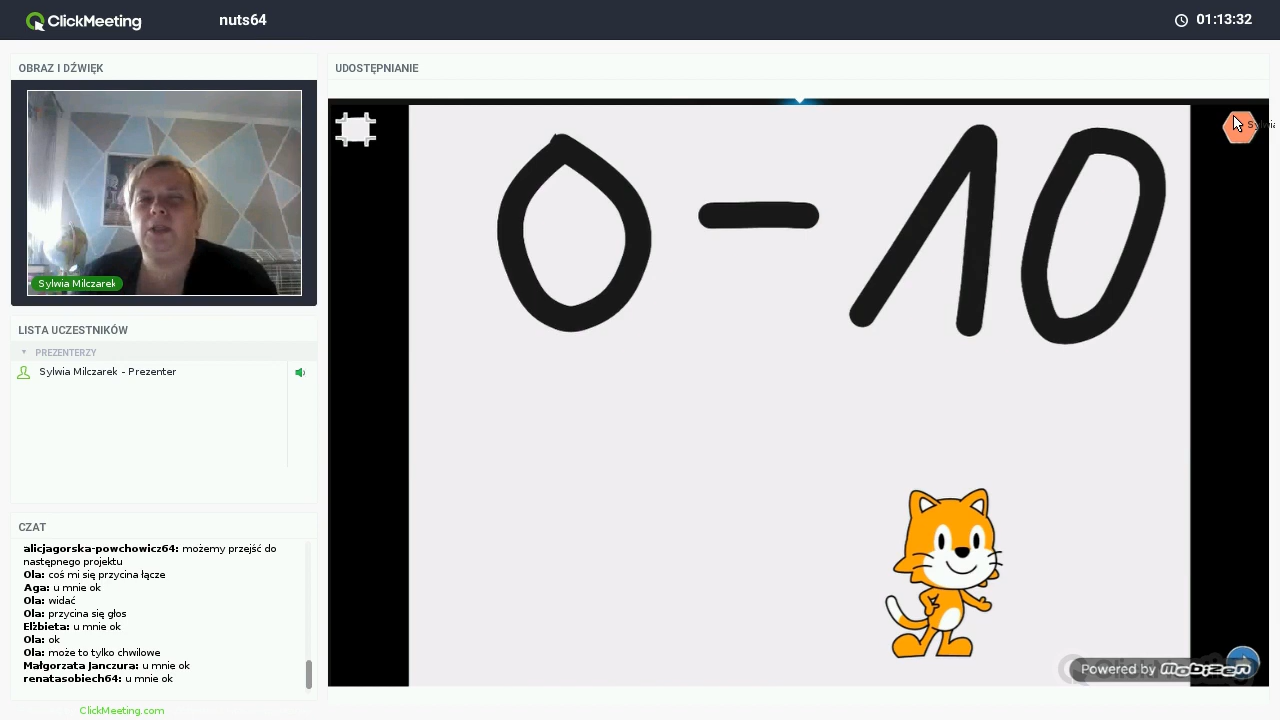 ClickMeeting
nuts64
01:13:32
OBRAZ I DŹWIĘK
UDOSTĘPNIANIE
Sylwia Milczarek
LISTA UCZESTNIKÓW
PREZENTERZY
Sylwia Milczarek - Prezenter
CZAT
alicjagorska-powchowicz64: możemy przejść do
następnego projektu
Ola: coś mi się przycina łącze
Aga: u mnie ok
Ola: widać
Ola: przycina się głos
Elżbieta: u mnie ok
Ola: ok
Ola: może to tylko chwilowe
Małgorzata Janczura: u mnie ok
renatasobiech64: u mnie ok
ClickMeeting.com
0 - 10
Powered by Mobizen